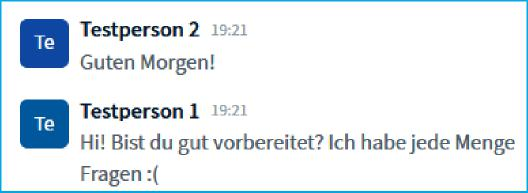 Te Testperson 2 19:21
Guten Morgen!
Te Testperson 1 19:21
Hi! Bist du gut vorbereitet? Ich habe jede Menge
Fragen :(